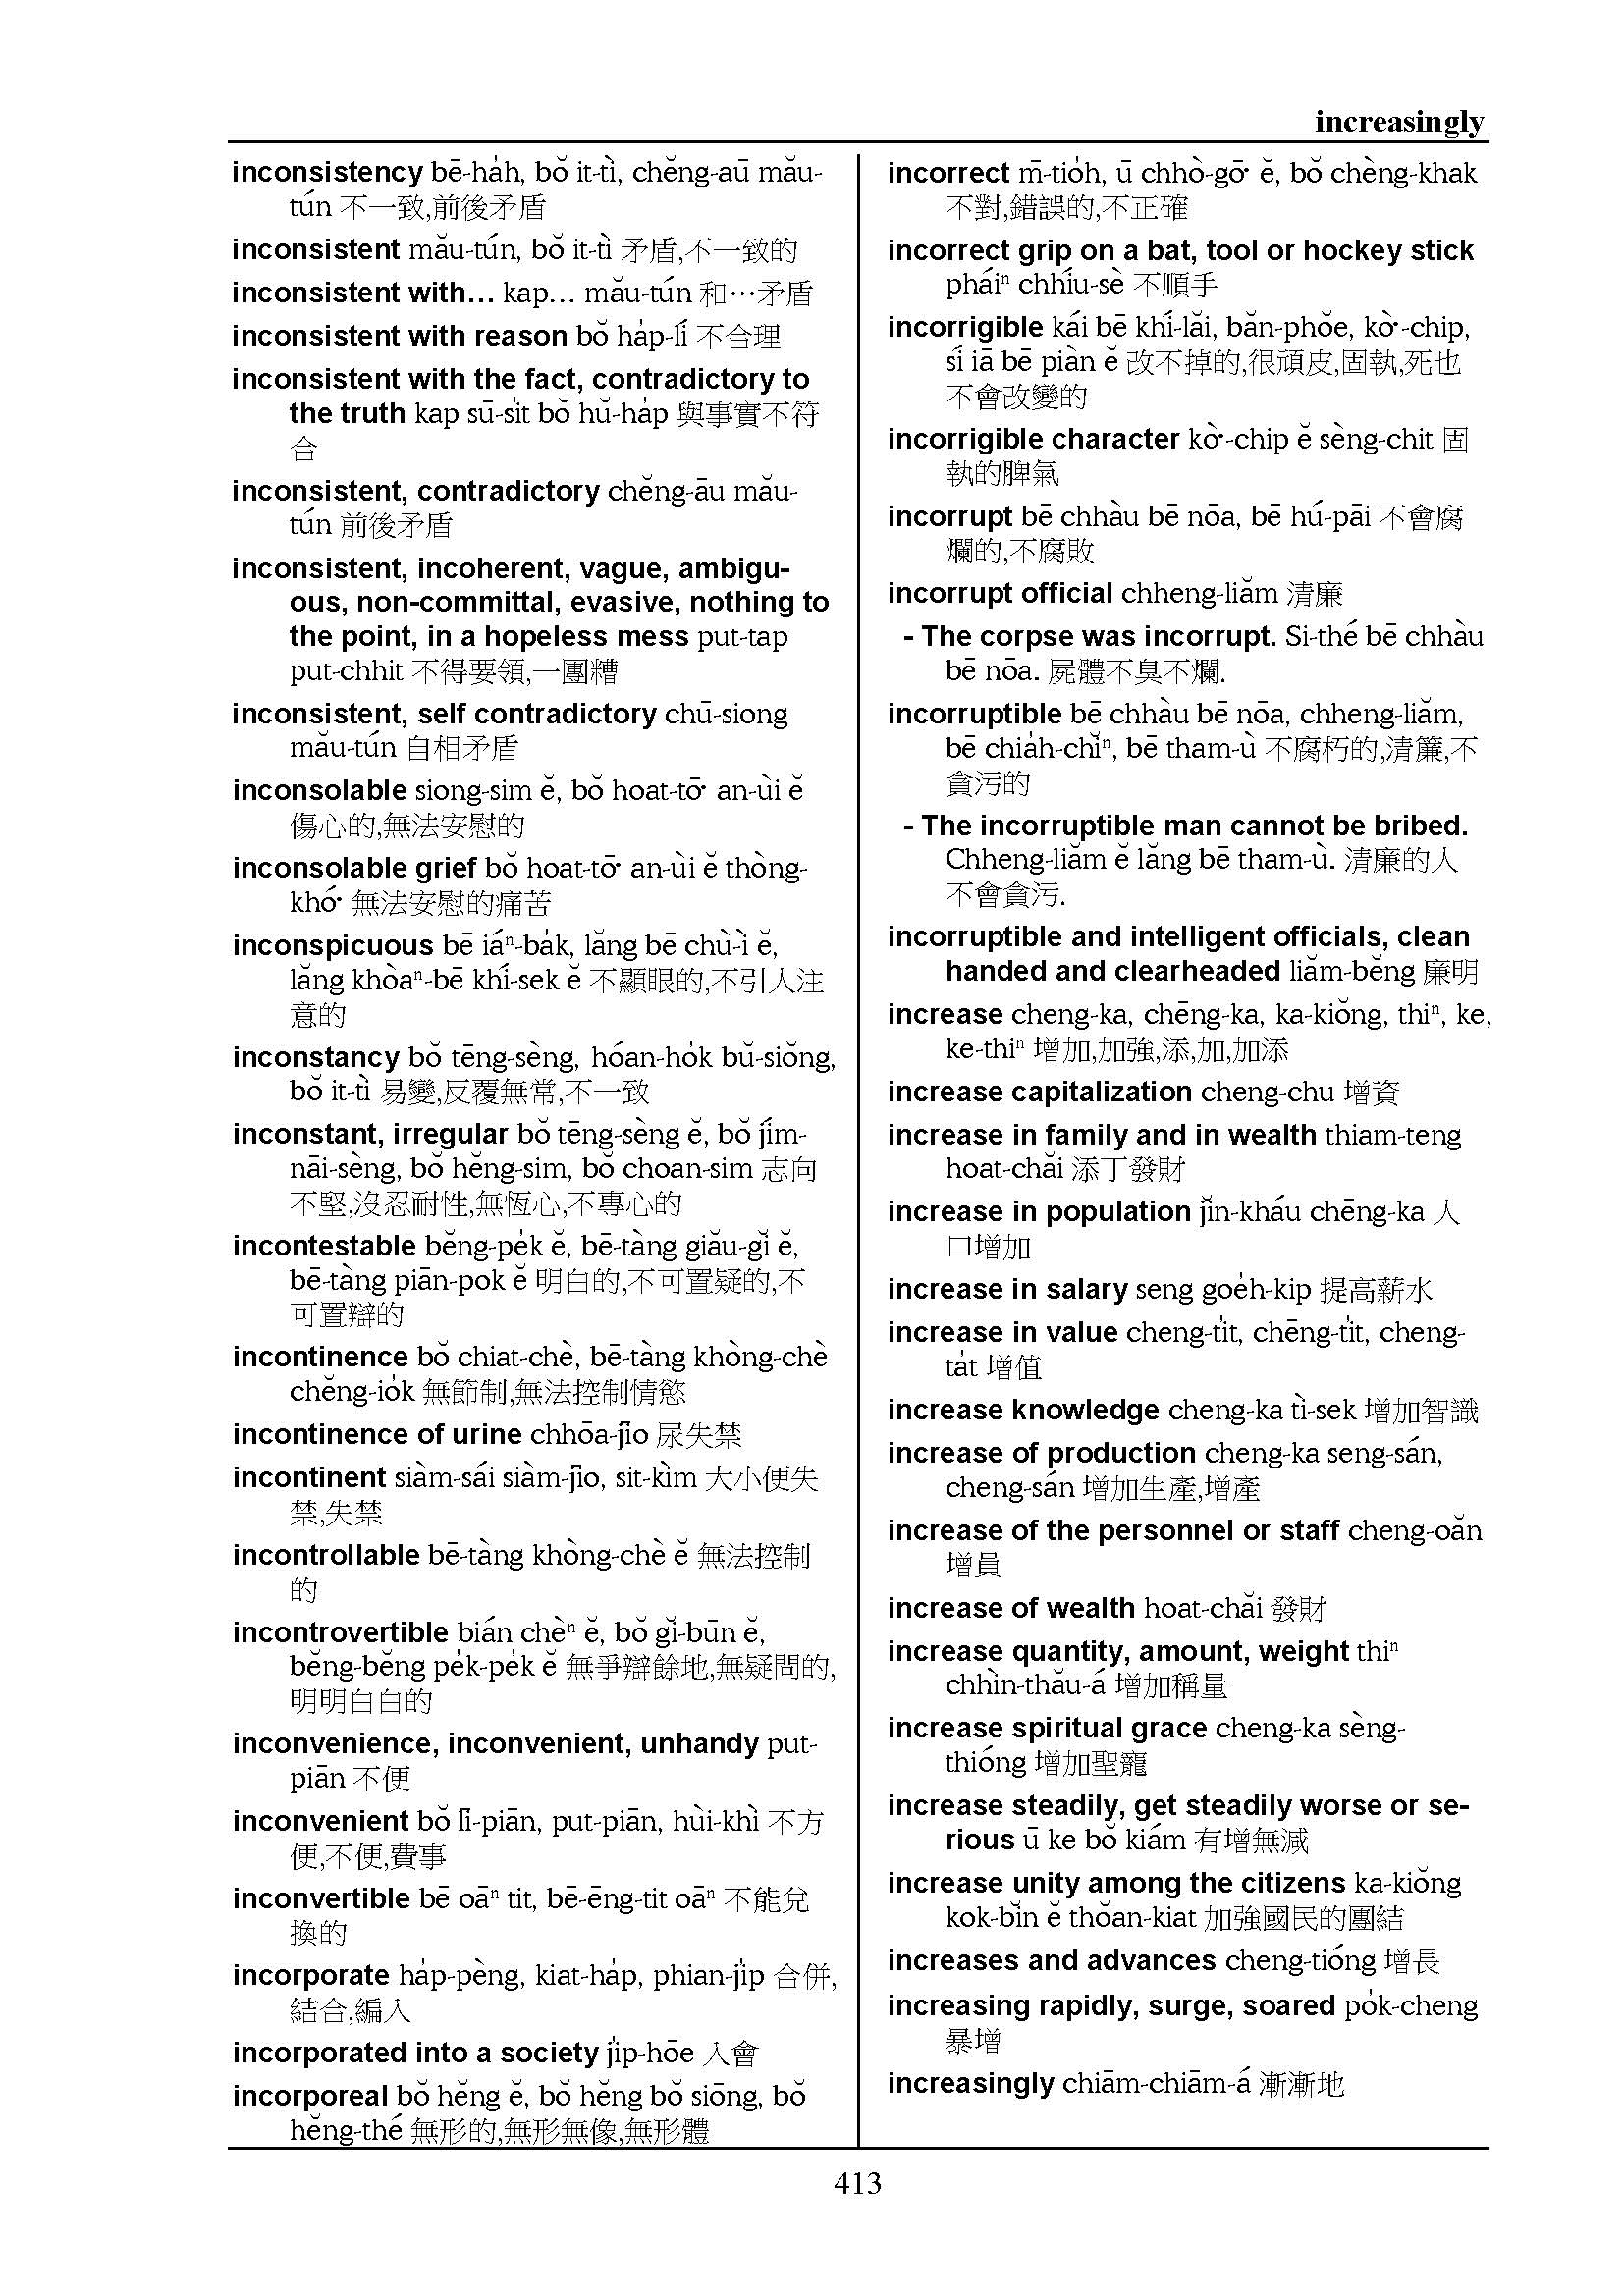 increasingly
inconsistency bē-ha̍h, bŏ it-tì, chĕng-aū mău-
tún 不一致,前後矛盾
inconsistent mău-tún, bŏ it-tì 矛盾,不一致的
inconsistent with… kap… mău-tún 和…矛盾
inconsistent with reason bŏ ha̍p-lí 不合理
inconsistent with the fact, contradictory to
the truth kap sū-si̍t bŏ hŭ-ha̍p 與事實不符
合
inconsistent, contradictory chĕng-āu mău-
tún 前後矛盾
inconsistent, incoherent, vague, ambigu-
ous, non-committal, evasive, nothing to
the point, in a hopeless mess put-tap
put-chhit 不得要領,一團糟
inconsistent, self contradictory chū-siong
mău-tún 自相矛盾
inconsolable siong-sim ĕ, bŏ hoat-tō͘ an-ùi ĕ
傷心的,無法安慰的
inconsolable grief bŏ hoat-tō͘ an-ùi ĕ thòng-
khó͘ 無法安慰的痛苦
inconspicuous bē iáⁿ-ba̍k, lăng bē chù-ì ĕ,
lăng khòaⁿ-bē khí-sek ĕ 不顯眼的,不引人注
意的
inconstancy bŏ tēng-sèng, hóan-ho̍k bŭ-siŏng,
bŏ it-tì 易變,反覆無常,不一致
inconstant, irregular bŏ tēng-sèng ĕ, bŏ jím-
nāi-sèng, bŏ hĕng-sim, bŏ choan-sim 志向
不堅,沒忍耐性,無恆心,不專心的
incontestable bĕng-pe̍k ĕ, bē-tàng giău-gĭ ĕ,
bē-tàng piān-pok ĕ 明白的,不可置疑的,不
可置辯的
incontinence bŏ chiat-chè, bē-tàng khòng-chè
chĕng-io̍k 無節制,無法控制情慾
incontinence of urine chhōa-jīo 尿失禁
incontinent siàm-sái siàm-jīo, sit-kìm 大小便失
禁,失禁
incontrollable bē-tàng khòng-chè ĕ 無法控制
的
incontrovertible bián chèⁿ ĕ, bŏ gĭ-būn ĕ,
bĕng-bĕng pe̍k-pe̍k ĕ 無爭辯餘地,無疑問的,
明明白白的
inconvenience, inconvenient, unhandy put-
piān 不便
inconvenient bŏ lī-piān, put-piān, hùi-khì 不方
便,不便,費事
inconvertible bē oāⁿ tit, bē-ēng-tit oāⁿ 不能兌
換的
incorporate ha̍p-pèng, kiat-ha̍p, phian-ji̍p 合併,
結合,編入
incorporated into a society ji̍p-hōe 入會
incorporeal bŏ hĕng ĕ, bŏ hĕng bŏ siōng, bŏ
hĕng-thé 無形的,無形無像,無形體
incorrect m̄-tio̍h, ū chhò-gō͘ ĕ, bŏ chèng-khak
不對,錯誤的,不正確
incorrect grip on a bat, tool or hockey stick
pháiⁿ chhíu-sè 不順手
incorrigible kái bē khí-lăi, băn-phŏe, kò͘-chip,
sí iā bē piàn ĕ 改不掉的,很頑皮,固執,死也
不會改變的
incorrigible character kò͘-chip ĕ sèng-chit 固
執的脾氣
incorrupt bē chhàu bē nōa, bē hú-pāi 不會腐
爛的,不腐敗
incorrupt official chheng-liăm 清廉
- The corpse was incorrupt. Si-thé bē chhàu
bē nōa. 屍體不臭不爛.
incorruptible bē chhàu bē nōa, chheng-liăm,
bē chia̍h-chĭⁿ, bē tham-ù 不腐朽的,清簾,不
貪污的
- The incorruptible man cannot be bribed.
Chheng-liăm ĕ lăng bē tham-ù. 清廉的人
不會貪污.
incorruptible and intelligent officials, clean
handed and clearheaded liăm-bĕng 廉明
increase cheng-ka, chēng-ka, ka-kiŏng, thiⁿ, ke,
ke-thiⁿ 增加,加強,添,加,加添
increase capitalization cheng-chu 增資
increase in family and in wealth thiam-teng
hoat-chăi 添丁發財
increase in population jĭn-kháu chēng-ka 人
口增加
increase in salary seng goe̍h-kip 提高薪水
increase in value cheng-ti̍t, chēng-ti̍t, cheng-
ta̍t 增值
increase knowledge cheng-ka tì-sek 增加智識
increase of production cheng-ka seng-sán,
cheng-sán 增加生產,增產
increase of the personnel or staff cheng-oăn
增員
increase of wealth hoat-chăi 發財
increase quantity, amount, weight thiⁿ
chhìn-thău-á 增加稱量
increase spiritual grace cheng-ka sèng-
thióng 增加聖寵
increase steadily, get steadily worse or se-
rious ū ke bŏ kiám 有增無減
increase unity among the citizens ka-kiŏng
kok-bĭn ĕ thŏan-kiat 加強國民的團結
increases and advances cheng-tióng 增長
increasing rapidly, surge, soared po̍k-cheng
暴增
increasingly chiām-chiām-á 漸漸地
413